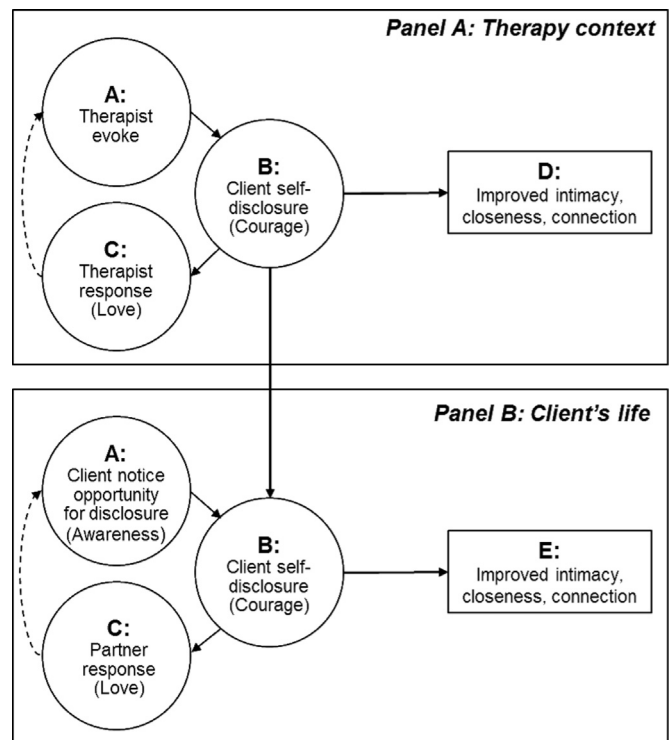 Panel A: Therapy context
A:
Therapist
evoke
B:
Client self-
disclosure
(Courage)
C:
Therapist
response
(Love)
D:
Improved intimacy,
closeness, connection
Panel B: Client's life
A:
Client notice
opportunity
for disclosure
(Awareness)
B:
Client self-
disclosure
(Courage)
C:
Partner
response
(Love)
E:
Improved intimacy,
closeness, connection